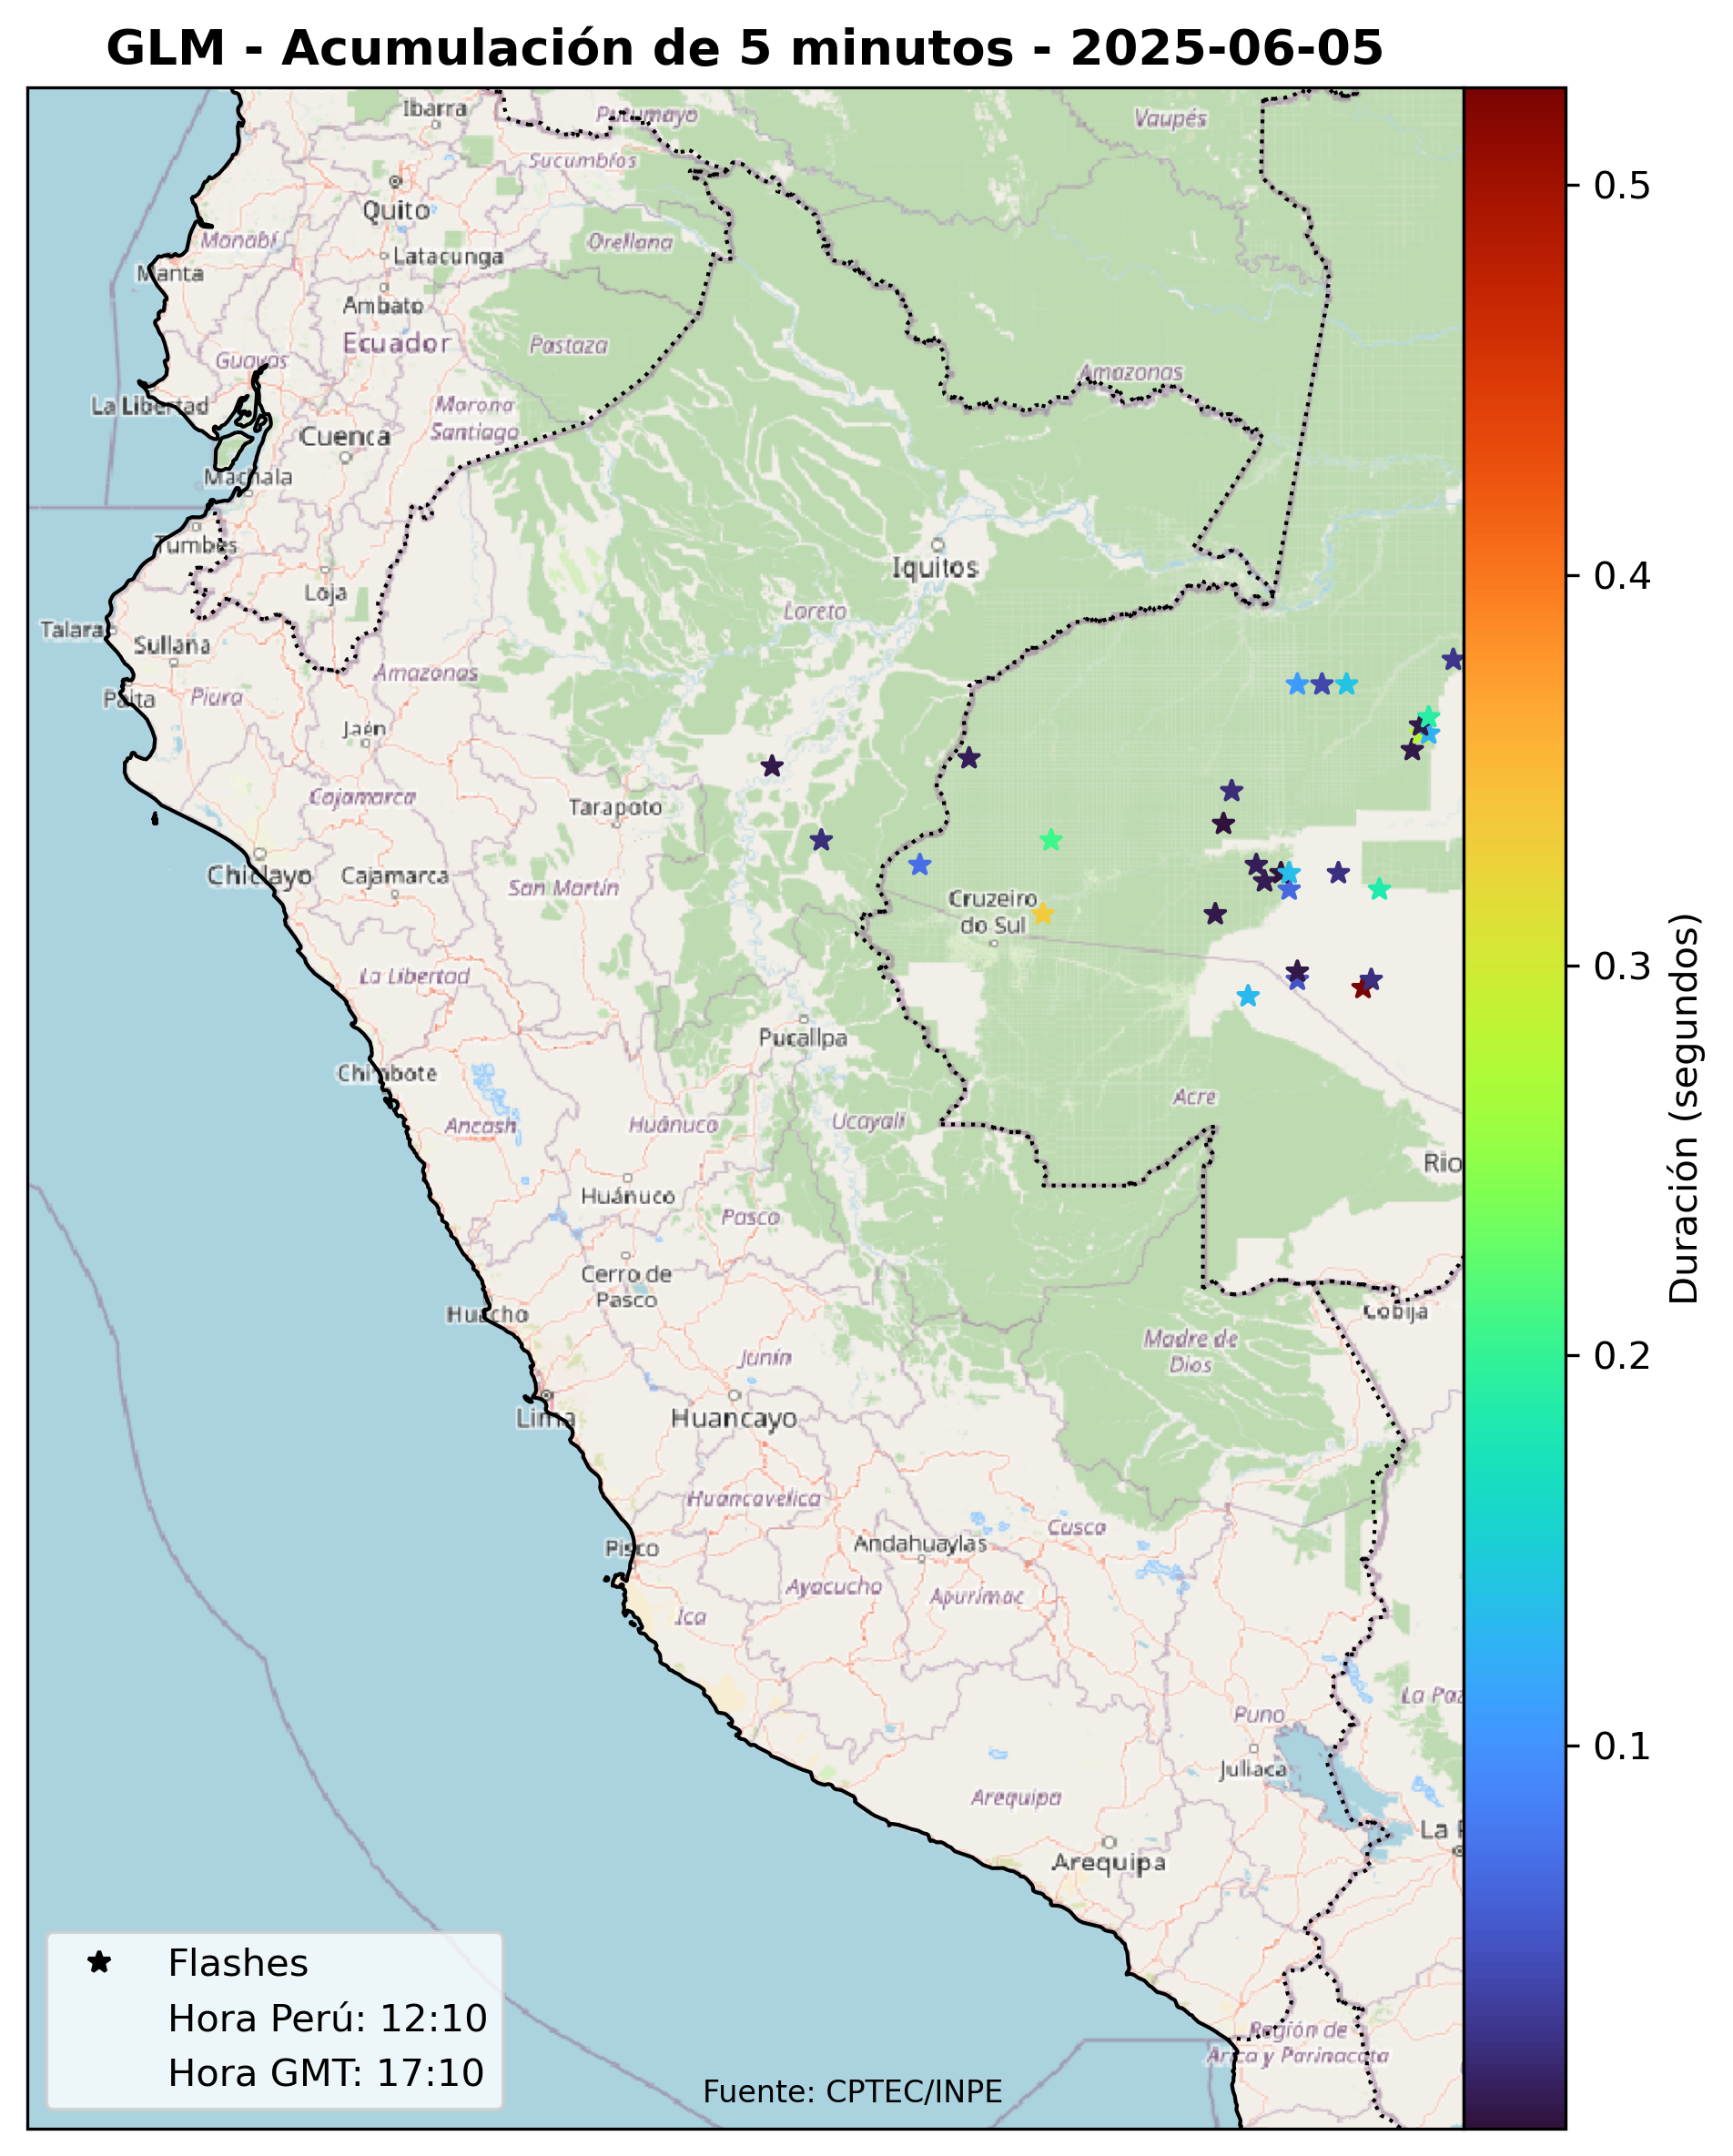 GLM - Acumulación de 5 minutos - 2025-06-05
Ibarra
Putumayo
Vaupés
Sucumbíos
Quito
Manabí
Orellana
Latacunga
Manta
Ambato
Ecuador
Pastaza
Guayas
Amazonas
La Libertad
Morona
Santiago
Cuenca
Machala
Tumbes
Iquitos
Loja
Loreto
Talara
Sullana
Amazonas
Paita
Piura
Jaén
Cajamarca
Tarapoto
Chiclayo
Cajamarca
San Martín
Cruzeiro
do Sul
La Libertad
Pucallpa
Chimbote
Acre
Ancash
Huánuco
Ucayali
Rio
Huánuco
Pasco
Cerro de
Pasco
Huacho
Cobija
Junín
Madre de
Dios
Lima
Huancayo
Huancavelica
Cusco
Pisco
Andahuaylas
Ayacucho
Apurímac
Ica
La Paz
Puno
Juliaca
Arequipa
La P
Arequipa
Región de
Arica y Parinacota
Flashes
Hora Perú: 12:10
Hora GMT: 17:10
Fuente: CPTEC/INPE
0.5
0.4
0.3
0.2
0.1
Duración (segundos)